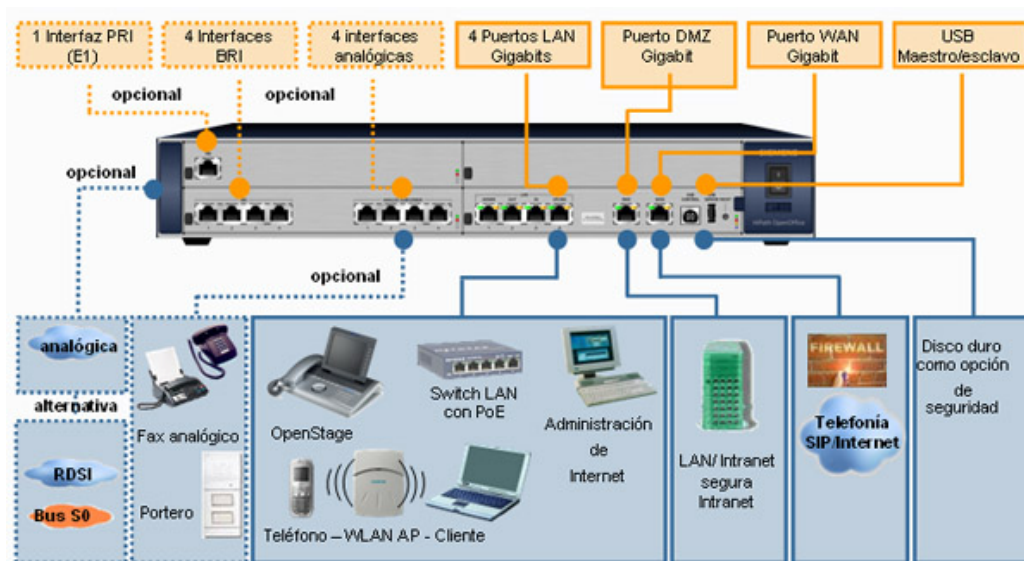 1 Interfaz PRI
(E1)
4 Interfaces
BRI
4 interfaces
analógicas
4 Puertos LAN
Gigabits
Puerto DMZ
Gigabit
Puerto WAN
Gigabit
USB
Maestro/esclavo
opcional
opcional
opcional
SIEMENS
HiPath OpenOffice
opcional
analógica
alternativa
RDSI
Bus S0
Fax analógico
Portero
OpenStage
Switch LAN
con PoE
Administración
de
Internet
Teléfono – WLAN AP - Cliente
LAN/ Intranet
segura
Intranet
FIREWALL
Telefonía
SIP/Internet
Disco duro
como opción
de
seguridad